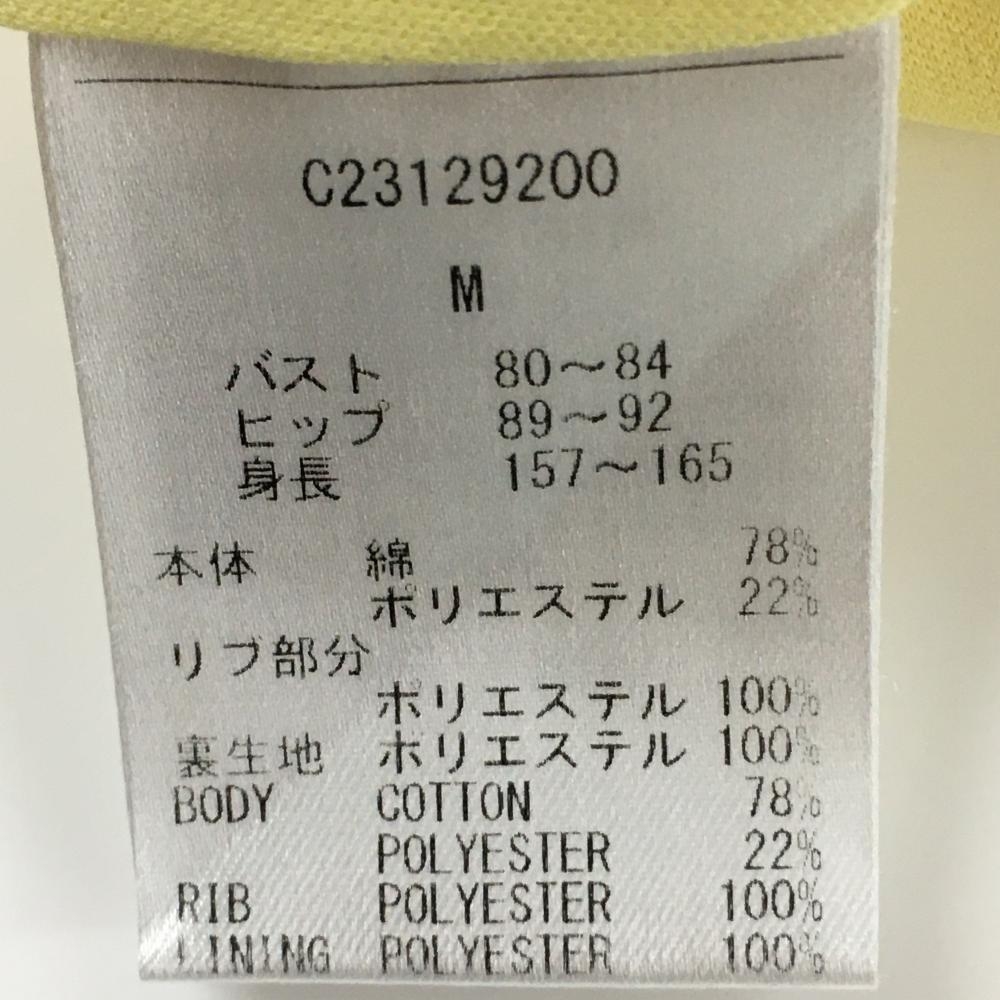 C23129200
M
バスト 80～84
ヒップ 89～92
身長 157～165
本体 綿 78%
ポリエステル 22%
リブ部分
ポリエステル 100%
裏生地 ポリエステル 100%
BODY COTTON 78%
POLYESTER 22%
RIB POLYESTER 100%
LINING POLYESTER 100%